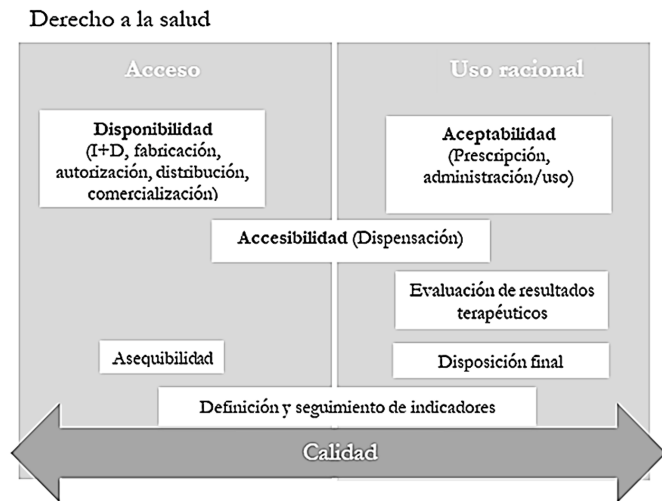 Derecho a la salud
Acceso
Uso racional
Disponibilidad
(I+D, fabricación,
autorización, distribución,
comercialización)
Aceptabilidad
(Prescripción,
administración/uso)
Accesibilidad (Dispensación)
Evaluación de resultados
terapéuticos
Asequibilidad
Disposición final
Definición y seguimiento de indicadores
Calidad